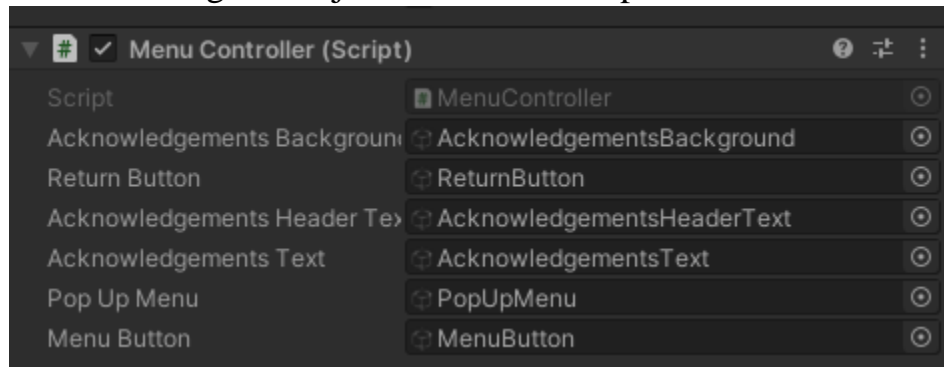 Menu Controller (Script)
Script MenuController
Acknowledgements Background AcknowledgementsBackground
Return Button ReturnButton
Acknowledgements Header Tex AcknowledgementsHeaderText
Acknowledgements Text AcknowledgementsText
Pop Up Menu PopUpMenu
Menu Button MenuButton